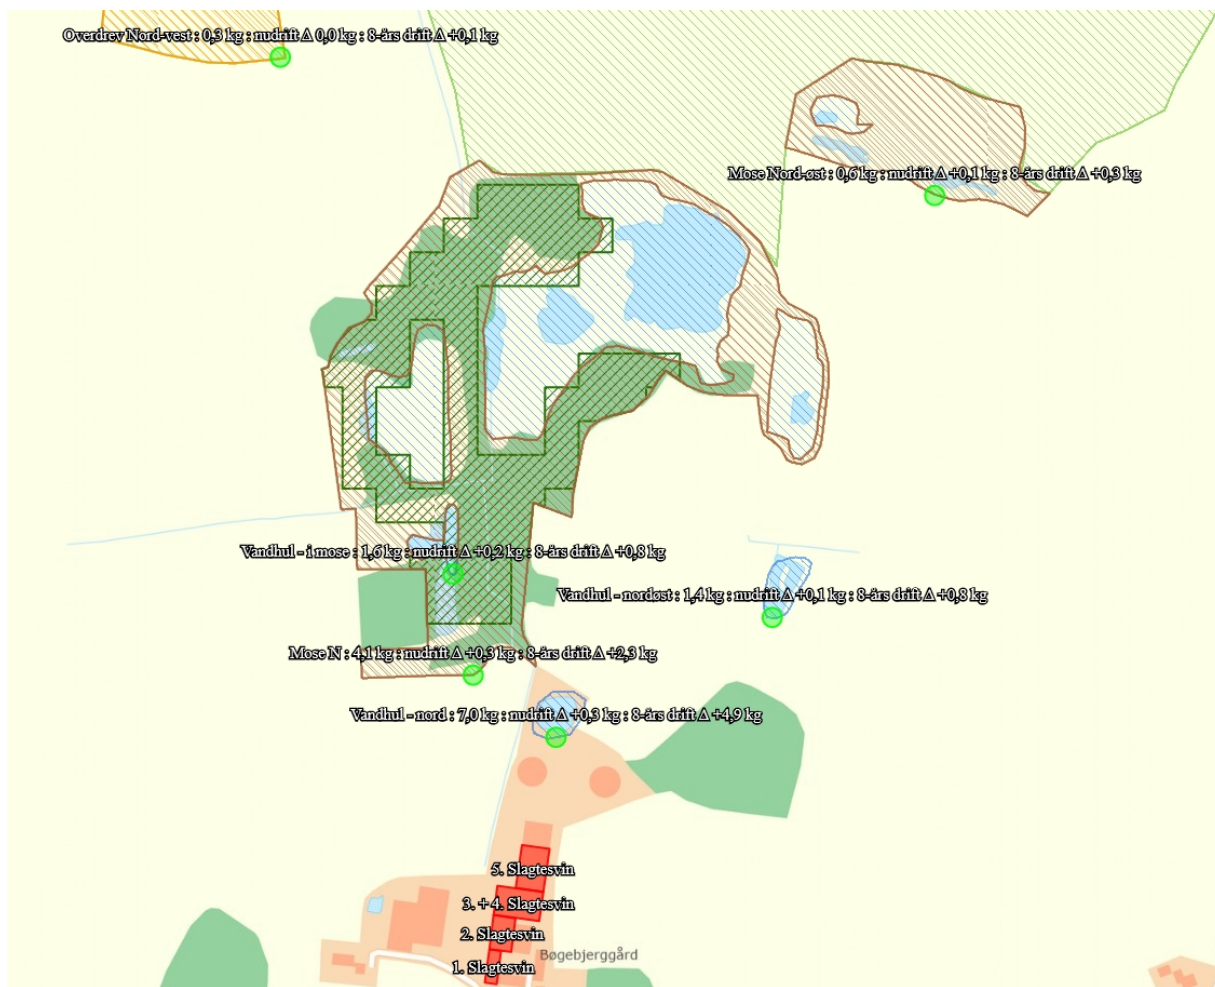 Overdrev Nord-vest : 0,3 kg : nudrift Δ 0,0 kg : 8-års drift Δ +0,1 kg
Mose Nord-øst : 0,6 kg : nudrift Δ +0,1 kg : 8-års drift Δ +0,3 kg
Vandhul - i mose : 1,6 kg : nudrift Δ +0,2 kg : 8-års drift Δ +0,8 kg
Vandhul - nordøst : 1,4 kg : nudrift Δ +0,1 kg : 8-års drift Δ +0,8 kg
Mose N : 4,1 kg : nudrift Δ +0,3 kg : 8-års drift Δ +2,3 kg
Vandhul - nord : 7,0 kg : nudrift Δ +0,3 kg : 8-års drift Δ +4,9 kg
5. Slagtesvin
3. + 4. Slagtesvin
2. Slagtesvin
Bøgebjerggård
1. Slagtesvin